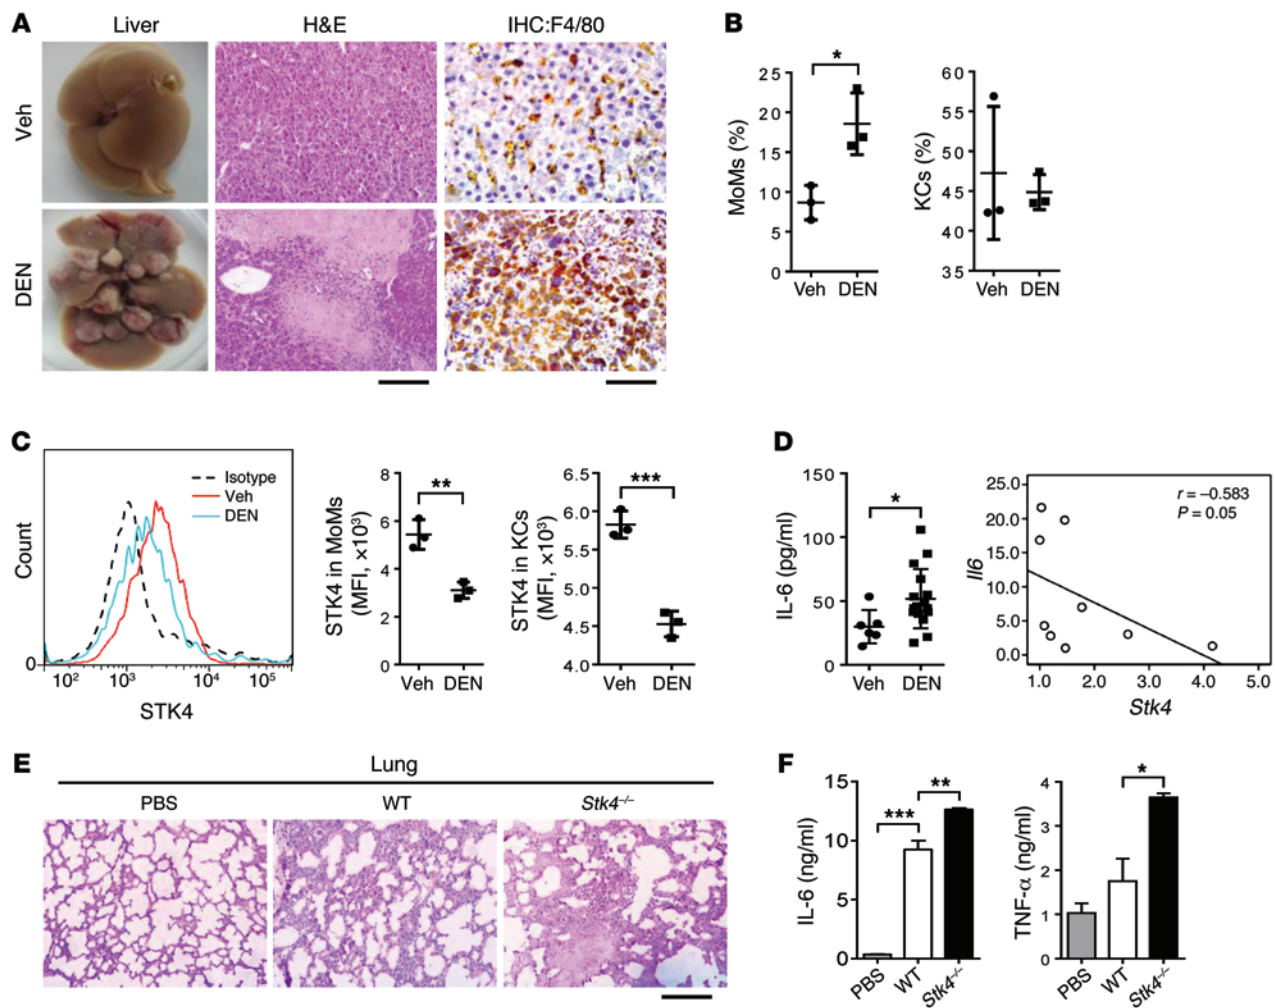 A
Liver
H&E
IHC:F4/80
Veh
DEN
B
*
MoMs (%)
25
20
15
10
5
0
Veh DEN
KCs (%)
60
55
50
45
40
35
Veh DEN
C
Count
0
Isotype
Veh
DEN
10² 10³ 10⁴ 10⁵
STK4
STK4 in MoMs
(MFI, ×10³)
8
6
4
2
0
**
Veh DEN
STK4 in KCs
(MFI, ×10³)
6.5
6.0
5.5
5.0
4.5
4.0
***
Veh DEN
D
IL-6 (pg/ml)
150
100
50
0
*
Veh DEN
Il6
25.0
20.0
15.0
10.0
5.0
0.0
r = –0.583
P = 0.05
1.0 2.0 3.0 4.0 5.0
Stk4
E
Lung
PBS
WT
Stk4⁻/⁻
F
IL-6 (ng/ml)
15
10
5
0
***
**
PBS
WT
Stk4⁻/⁻
TNF-α (ng/ml)
4
3
2
1
0
*
PBS
WT
Stk4⁻/⁻